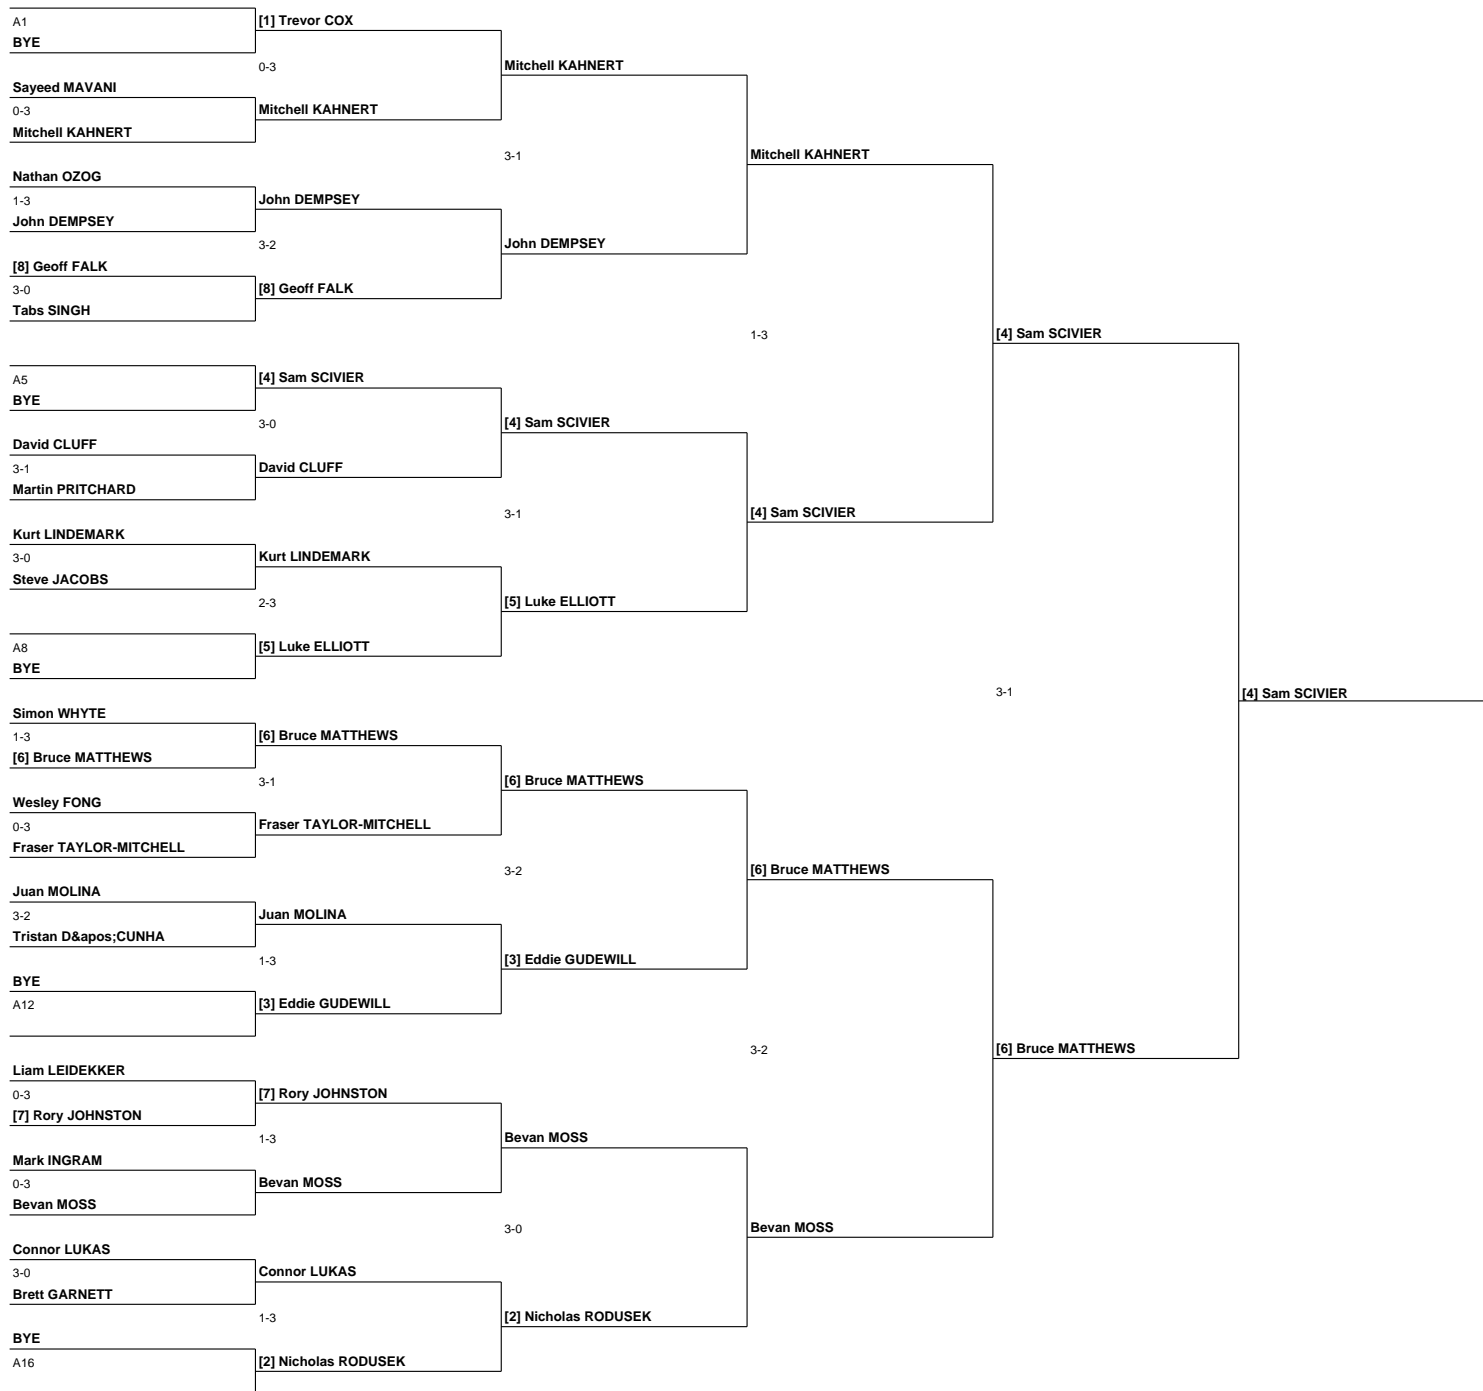 A1
BYE
Sayeed MAVANI
0-3
Mitchell KAHNERT
Nathan OZOG
1-3
John DEMPSEY
[8] Geoff FALK
3-0
Tabs SINGH
A5
BYE
David CLUFF
3-1
Martin PRITCHARD
Kurt LINDEMARK
3-0
Steve JACOBS
A8
BYE
Simon WHYTE
1-3
[6] Bruce MATTHEWS
Wesley FONG
0-3
Fraser TAYLOR-MITCHELL
Juan MOLINA
3-2
Tristan D&apos;CUNHA
BYE
A12
Liam LEIDEKKER
0-3
[7] Rory JOHNSTON
Mark INGRAM
0-3
Bevan MOSS
Connor LUKAS
3-0
Brett GARNETT
BYE
A16
[1] Trevor COX
0-3
Mitchell KAHNERT
John DEMPSEY
3-2
[8] Geoff FALK
[4] Sam SCIVIER
3-0
David CLUFF
Kurt LINDEMARK
2-3
[5] Luke ELLIOTT
[6] Bruce MATTHEWS
3-1
Fraser TAYLOR-MITCHELL
Juan MOLINA
1-3
[3] Eddie GUDEWILL
[7] Rory JOHNSTON
1-3
Bevan MOSS
Connor LUKAS
1-3
[2] Nicholas RODUSEK
Mitchell KAHNERT
3-1
John DEMPSEY
[4] Sam SCIVIER
3-1
[5] Luke ELLIOTT
[6] Bruce MATTHEWS
3-2
[3] Eddie GUDEWILL
Bevan MOSS
3-0
[2] Nicholas RODUSEK
Mitchell KAHNERT
1-3
[4] Sam SCIVIER
[6] Bruce MATTHEWS
3-2
Bevan MOSS
[4] Sam SCIVIER
3-1
[6] Bruce MATTHEWS
[4] Sam SCIVIER